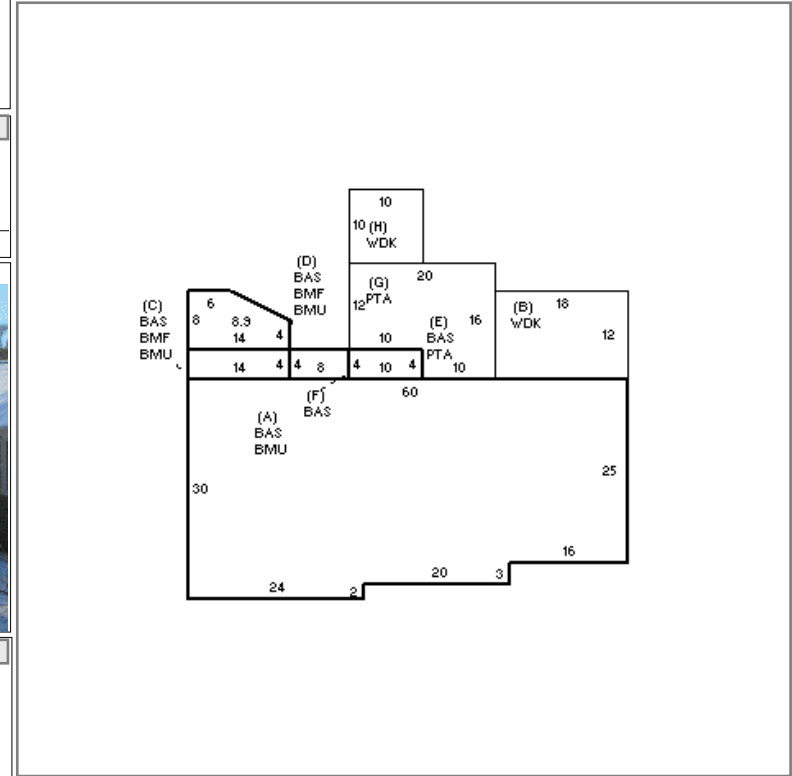 10
10 (H)
WDK
(D)
BAS
BMF
BMU
(G)
PTA
20
12
16
10
(E)
BAS
PTA
10
(B)
WDK
18
12
(C)
BAS
BMF
BMU
6
8
8.9
14
4
14
4
4
8
4
10
4
(F)
BAS
60
(A)
BAS
BMU
30
25
24
2
20
3
16